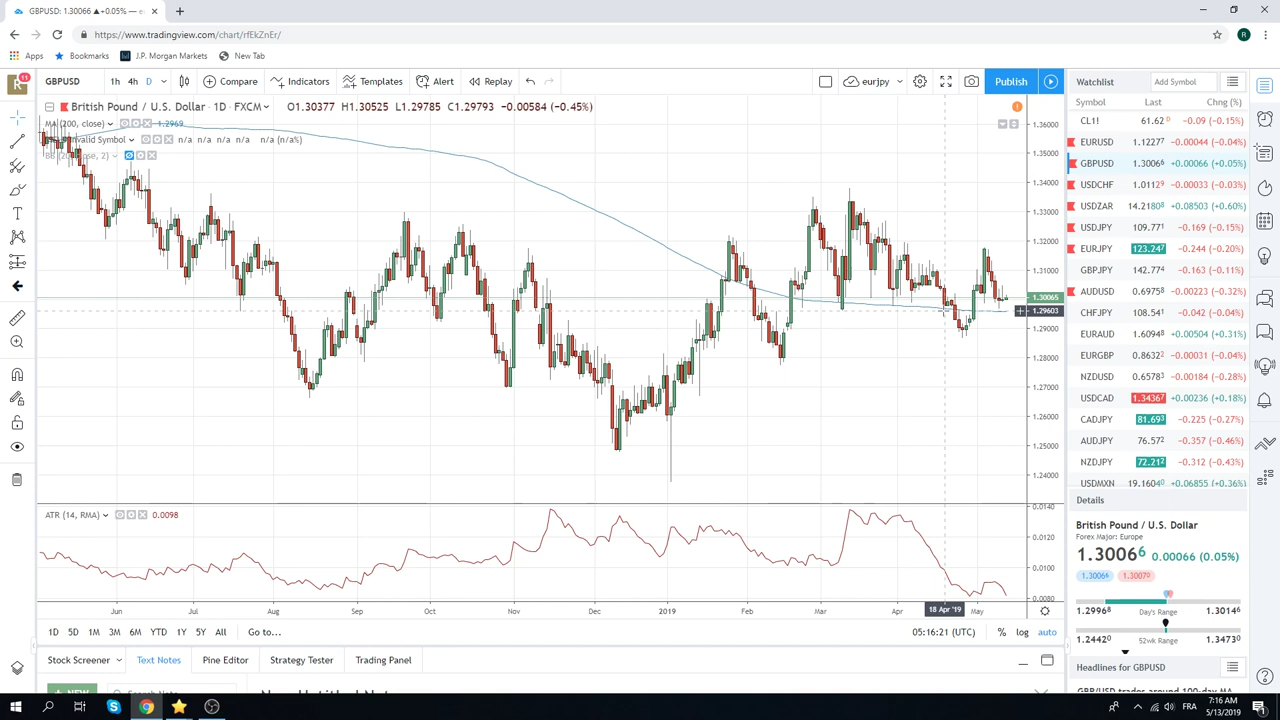 GBPUSD: 1.30066 ▲+0.05% —
https://www.tradingview.com/chart/rfEkZnEr/
R
Apps Bookmarks J.P. Morgan Markets New Tab
R 11 GBPUSD 1h 4h D Compare Indicators Templates Alert Replay eurjpy Publish
British Pound / U.S. Dollar · 1D · FXCM O1.30377 H1.30525 L1.29785 C1.29793 −0.00584 (−0.45%)
MA (200, close) 1.2969
Invalid Symbol n/a n/a n/a n/a n/a (n/a%)
1.36000
1.35000
1.34000
1.33000
1.32000
1.31000
1.30065
1.29603
1.29000
1.28000
1.27000
1.26000
1.25000
1.24000
ATR (14, RMA) 0.0098
0.0140
0.0120
0.0100
0.0080
Jun Jul Aug Sep Oct Nov Dec 2019 Feb Mar Apr 18 Apr '19 May
1D 5D 1M 3M 6M YTD 1Y 5Y All Go to... 05:16:21 (UTC) % log auto
Stock Screener Text Notes Pine Editor Strategy Tester Trading Panel
Watchlist Add Symbol
Symbol Last Chng (%)
CL1! 61.62 D −0.09 (−0.15%)
EURUSD 1.12277 −0.00044 (−0.04%)
GBPUSD 1.30066 +0.00066 (+0.05%)
USDCHF 1.01129 −0.00033 (−0.03%)
USDZAR 14.21808 +0.08503 (+0.60%)
USDJPY 109.771 −0.169 (−0.15%)
EURJPY 123.247 −0.244 (−0.20%)
GBPJPY 142.774 −0.163 (−0.11%)
AUDUSD 0.69758 −0.00223 (−0.32%)
CHFJPY 108.541 −0.042 (−0.04%)
EURAUD 1.60948 +0.00504 (+0.31%)
EURGBP 0.86322 −0.00031 (−0.04%)
NZDUSD 0.65783 −0.00184 (−0.28%)
USDCAD 1.34367 +0.00236 (+0.18%)
CADJPY 81.693 −0.225 (−0.27%)
AUDJPY 76.572 −0.357 (−0.46%)
NZDJPY 72.212 −0.312 (−0.43%)
USDMXN 19.16040 +0.06855 (+0.36%)
Details
British Pound / U.S. Dollar
Forex Major: Europe
1.30066 0.00066 (0.05%)
1.30066 1.30070
1.29968 Day's Range 1.30146
1.24420 52wk Range 1.34730
Headlines for GBPUSD
FRA 7:16 AM
5/13/2019